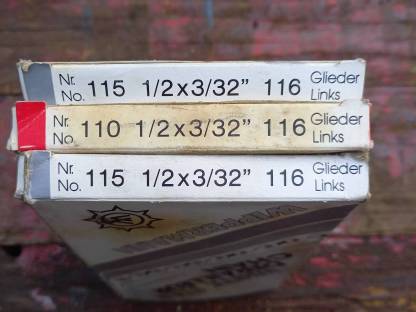 Nr. No. 115 1/2x3/32” 116 Glieder Links
Nr. No. 110 1/2x3/32” 116 Glieder Links
Nr. No. 115 1/2x3/32” 116 Glieder Links